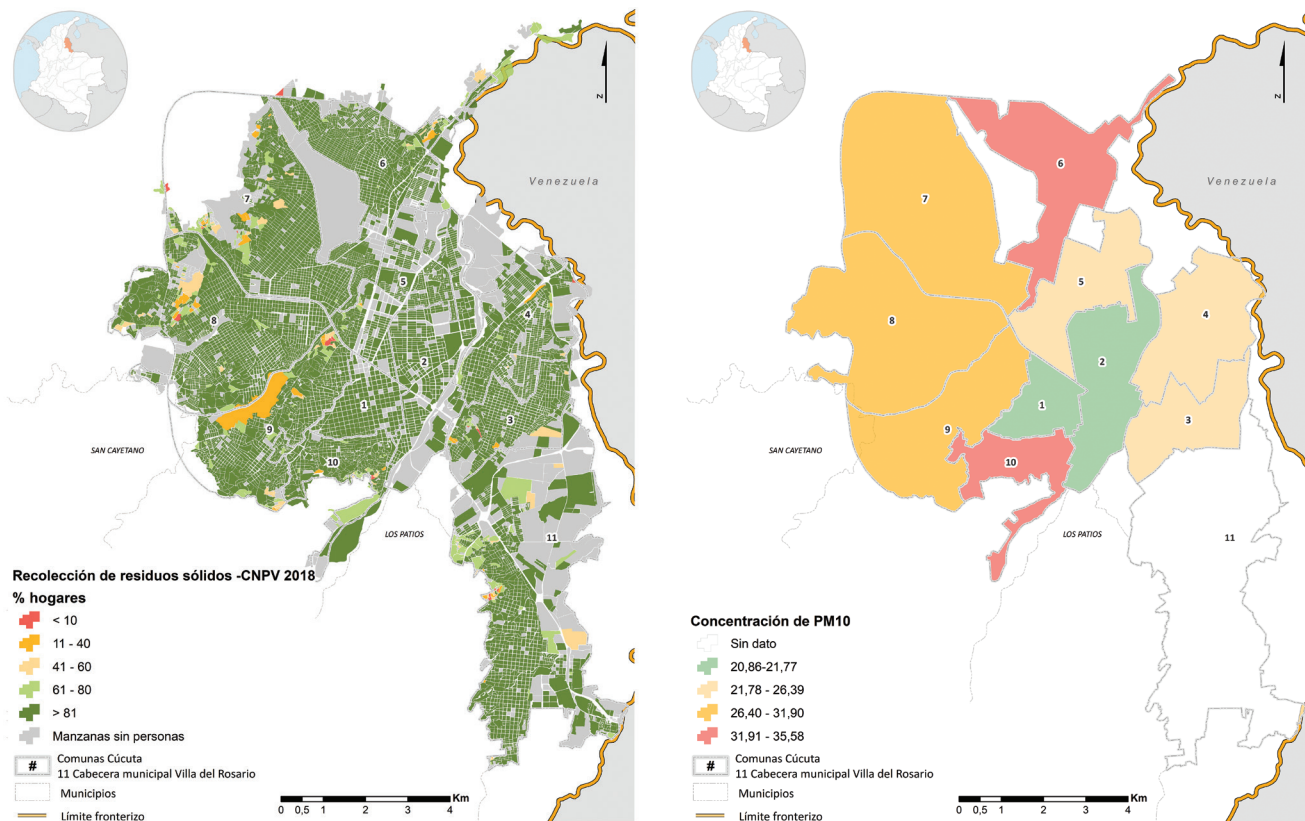 Z
Venezuela
6
7
5
4
8
2
1
3
9
SAN CAYETANO
10
LOS PATIOS
11
Recolección de residuos sólidos -CNPV 2018
% hogares
< 10
11 - 40
41 - 60
61 - 80
> 81
Manzanas sin personas
# Comunas Cúcuta
11 Cabecera municipal Villa del Rosario
Municipios
Límite fronterizo
Km
0 0,5 1 2 3 4
Z
Venezuela
6
7
5
4
8
2
1
3
9
SAN CAYETANO
10
LOS PATIOS
11
Concentración de PM10
Sin dato
20,86-21,77
21,78 - 26,39
26,40 - 31,90
31,91 - 35,58
# Comunas Cúcuta
11 Cabecera municipal Villa del Rosario
Municipios
Límite fronterizo
Km
0 0,5 1 2 3 4